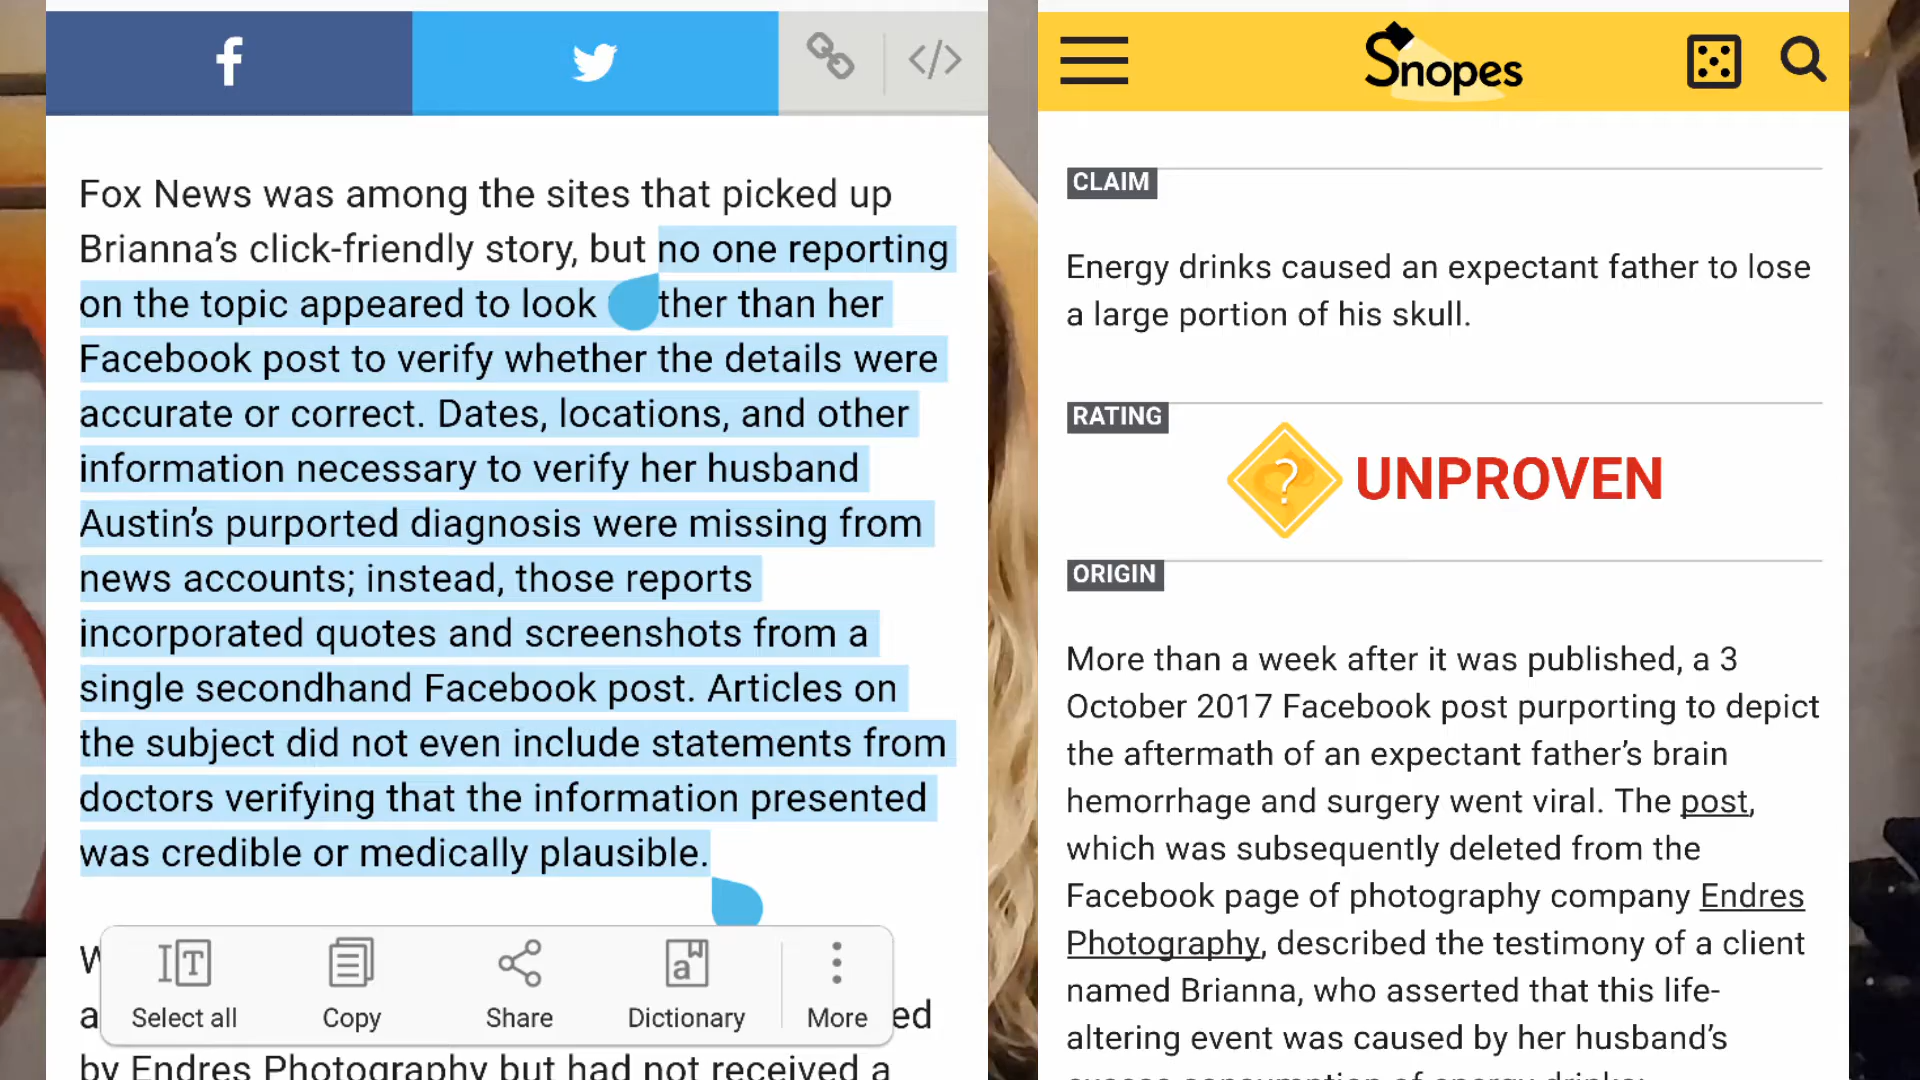 Fox News was among the sites that picked up
Brianna's click-friendly story, but no one reporting
on the topic appeared to look ther than her
Facebook post to verify whether the details were
accurate or correct. Dates, locations, and other
information necessary to verify her husband
Austin's purported diagnosis were missing from
news accounts; instead, those reports
incorporated quotes and screenshots from a
single secondhand Facebook post. Articles on
the subject did not even include statements from
doctors verifying that the information presented
was credible or medically plausible.
Select all
Copy
Share
Dictionary
More
ed
by Endres Photography but had not received a
Snopes
CLAIM
Energy drinks caused an expectant father to lose
a large portion of his skull.
RATING
UNPROVEN
ORIGIN
More than a week after it was published, a 3
October 2017 Facebook post purporting to depict
the aftermath of an expectant father's brain
hemorrhage and surgery went viral. The post,
which was subsequently deleted from the
Facebook page of photography company Endres
Photography, described the testimony of a client
named Brianna, who asserted that this life-
altering event was caused by her husband's
excess consumption of energy drinks: